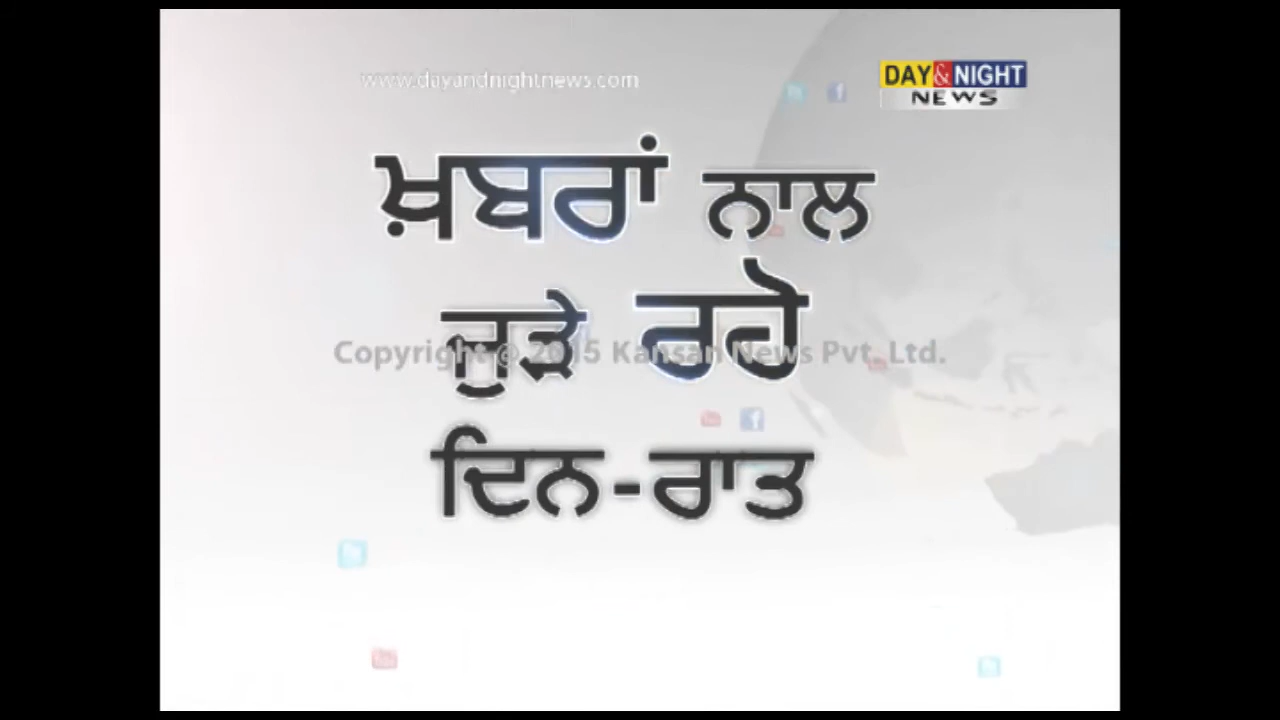 www.dayandnightnews.com
DAY&NIGHT
NEWS
ਖ਼ਬਰਾਂ ਨਾਲ
ਜੁੜੇ ਰਹੋ
Copyright @ 2015 Kansan News Pvt. Ltd.
ਦਿਨ-ਰਾਤ